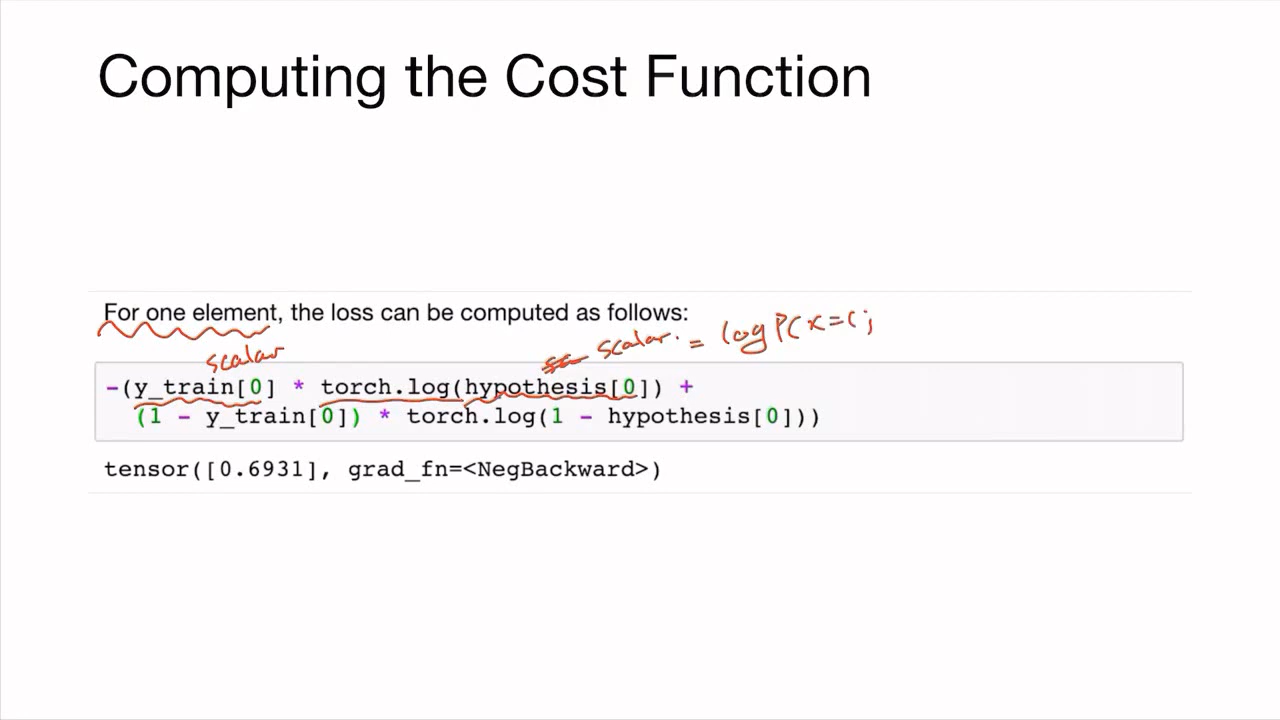 Computing the Cost Function
For one element, the loss can be computed as follows:
scalar
scalar. = log P(x=1;
-(y_train[0] * torch.log(hypothesis[0]) +
(1 - y_train[0]) * torch.log(1 - hypothesis[0]))
tensor([0.6931], grad_fn=<NegBackward>)